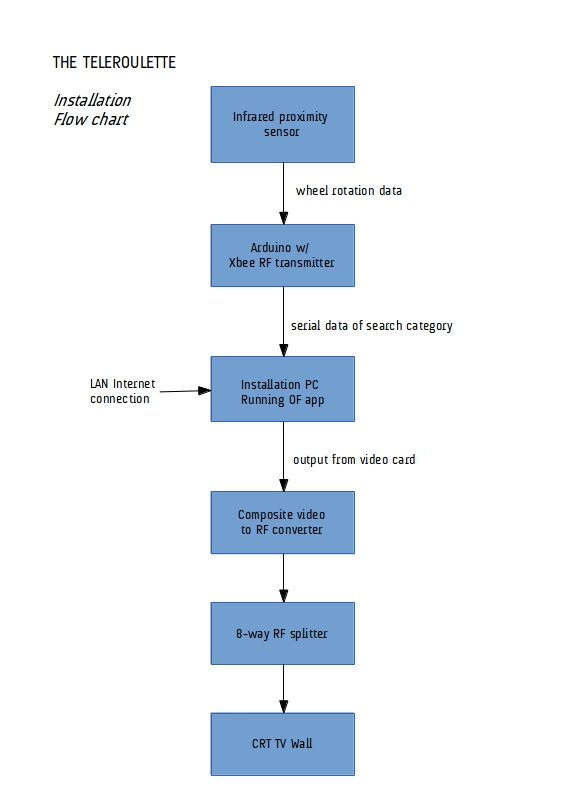 THE TELEROULETTE
Installation
Flow chart
Infrared proximity
sensor
wheel rotation data
Arduino w/
Xbee RF transmitter
serial data of search category
LAN Internet
connection
Installation PC
Running OF app
output from video card
Composite video
to RF converter
8-way RF splitter
CRT TV Wall